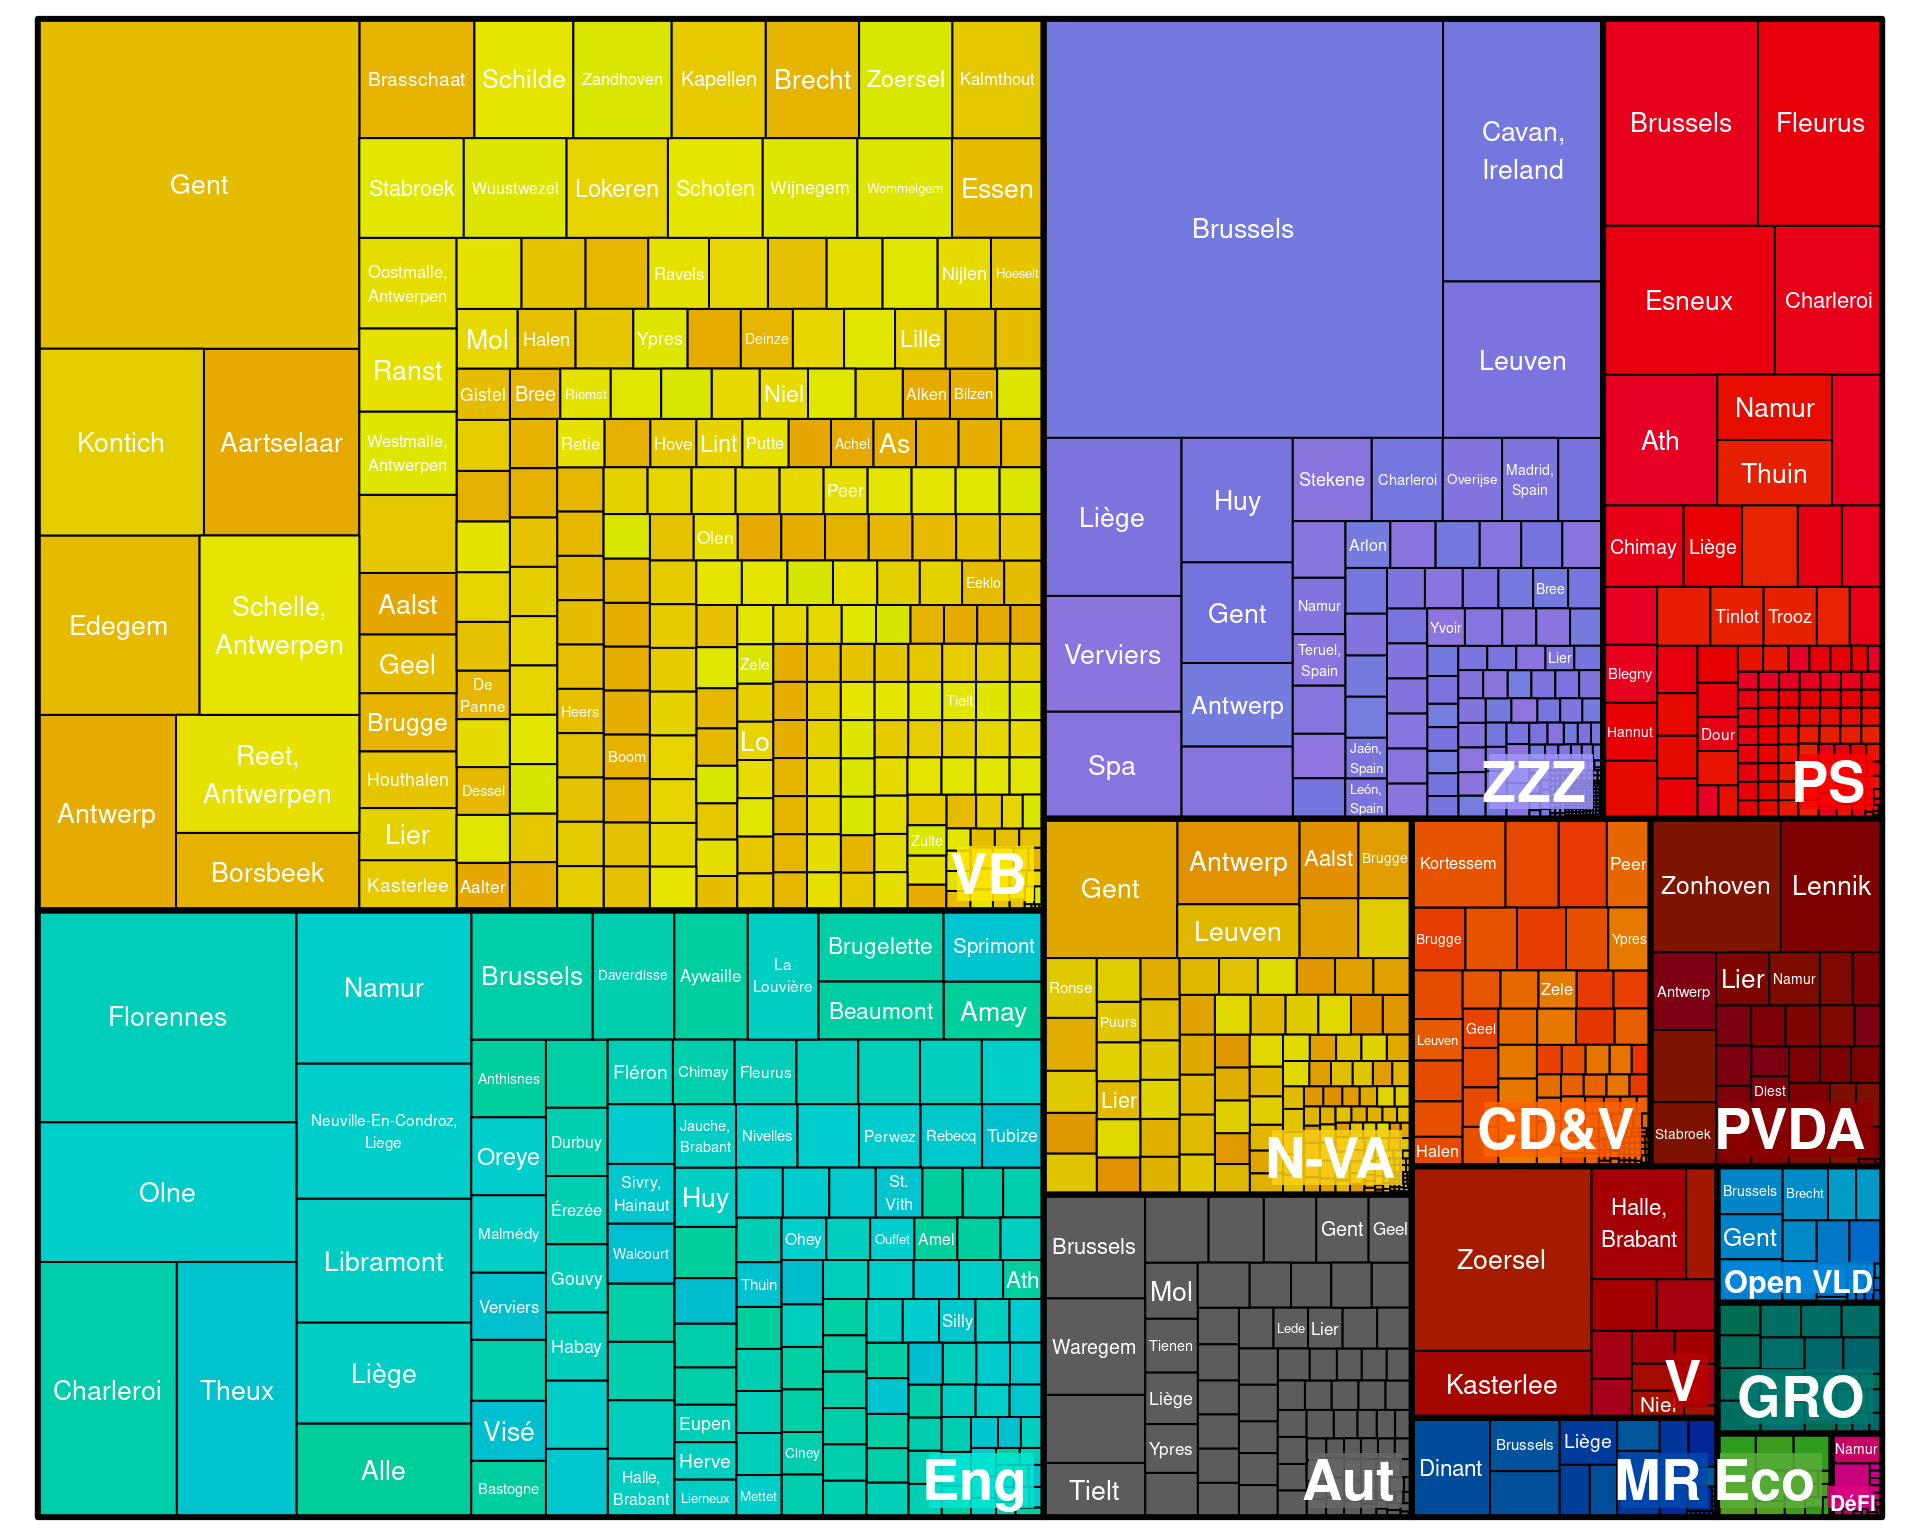 Gent
Brasschaat
Schilde
Zandhoven
Kapellen
Brecht
Zoersel
Kalmthout
Stabroek
Wuustwezel
Lokeren
Schoten
Wijnegem
Wommelgem
Essen
Oostmalle,
Antwerpen
Ravels
Nijlen
Hoeselt
Ranst
Mol
Halen
Ypres
Deinze
Lille
Gistel
Bree
Riemst
Niel
Alken
Bilzen
Kontich
Aartselaar
Westmalle,
Antwerpen
Retie
Hove
Lint
Putte
Achel
As
Peer
Olen
Eeklo
Edegem
Schelle,
Antwerpen
Aalst
Geel
De
Panne
Zele
Tielt
Heers
Brugge
Lo
Boom
Antwerp
Reet,
Antwerpen
Houthalen
Dessel
Lier
Borsbeek
Kasterlee
Aalter
Zulte
VB
Brussels
Cavan,
Ireland
Leuven
Liège
Huy
Stekene
Charleroi
Overijse
Madrid,
Spain
Arlon
Gent
Namur
Bree
Yvoir
Verviers
Teruel,
Spain
Lier
Antwerp
Spa
Jaén,
Spain
León,
Spain
ZZZ
Brussels
Fleurus
Esneux
Charleroi
Ath
Namur
Thuin
Chimay
Liège
Tinlot
Trooz
Blegny
Hannut
Dour
PS
Florennes
Namur
Brussels
Daverdisse
Aywaille
La
Louvière
Brugelette
Sprimont
Beaumont
Amay
Neuville-En-Condroz,
Liege
Anthisnes
Fléron
Chimay
Fleurus
Olne
Oreye
Durbuy
Jauche,
Brabant
Nivelles
Perwez
Rebecq
Tubize
Libramont
Malmédy
Érezée
Sivry,
Hainaut
Huy
St.
Vith
Walcourt
Ohey
Ouffet
Amel
Charleroi
Theux
Liège
Verviers
Gouvy
Thuin
Ath
Habay
Silly
Alle
Visé
Eupen
Bastogne
Halle,
Brabant
Herve
Lierneux
Ciney
Mettet
Eng
Gent
Antwerp
Aalst
Brugge
Leuven
Ronse
Puurs
Lier
N-VA
Kortessem
Peer
Brugge
Ypres
Zele
Leuven
Geel
Halen
CD&V
Zonhoven
Lennik
Antwerp
Lier
Namur
Diest
Stabroek
PVDA
Brussels
Gent
Geel
Mol
Waregem
Tienen
Lede
Lier
Liège
Ypres
Tielt
Aut
Zoersel
Halle,
Brabant
Kasterlee
V
Brussels
Brecht
Gent
Open VLD
GRO
Dinant
Brussels
Liège
MR
Eco
Namur
DéFI